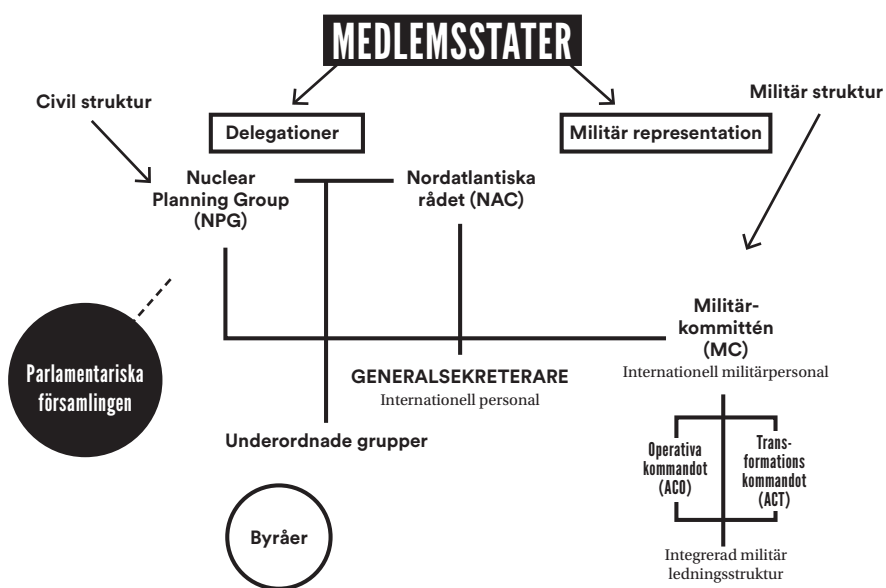 MEDLEMSSTATER
Civil struktur
Militär struktur
Delegationer
Militär representation
Nuclear
Planning Group
(NPG)
Nordatlantiska
rådet (NAC)
Parlamentariska
församlingen
Militär-
kommittén
(MC)
Internationell militärpersonal
GENERALSEKRETERARE
Internationell personal
Underordnade grupper
Operativa
kommandot
(ACO)
Trans-
formations
kommandot
(ACT)
Byråer
Integrerad militär
ledningsstruktur